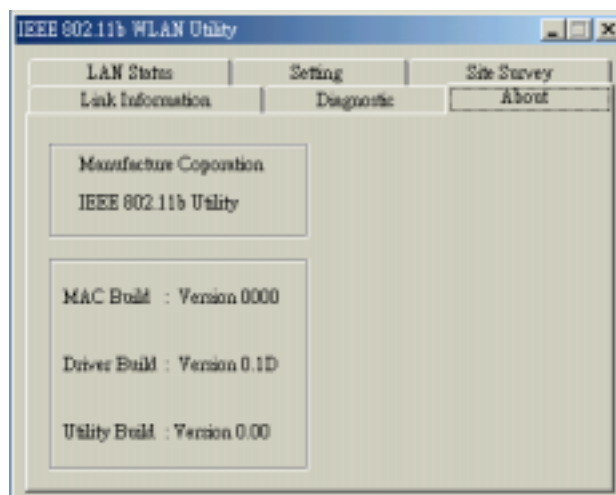 IEEE 802.11b WLAN Utility
LAN Status Setting Site Survey
Link Information Diagnostic About
Manufacture Coporation
IEEE 802.11b Utility
MAC Build : Version 0000
Driver Build : Version 0.1D
Utility Build : Version 0.00